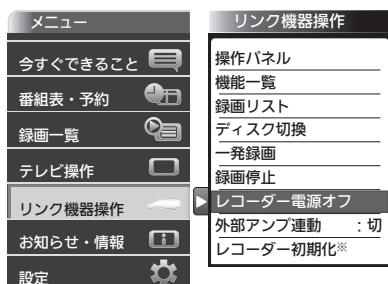 メニュー
今すぐできること
番組表・予約
録画一覧
テレビ操作
リンク機器操作
お知らせ・情報
設定
リンク機器操作
操作パネル
機能一覧
録画リスト
ディスク切換
一発録画
録画停止
レコーダー電源オフ
外部アンプ連動 :切
レコーダー初期化※